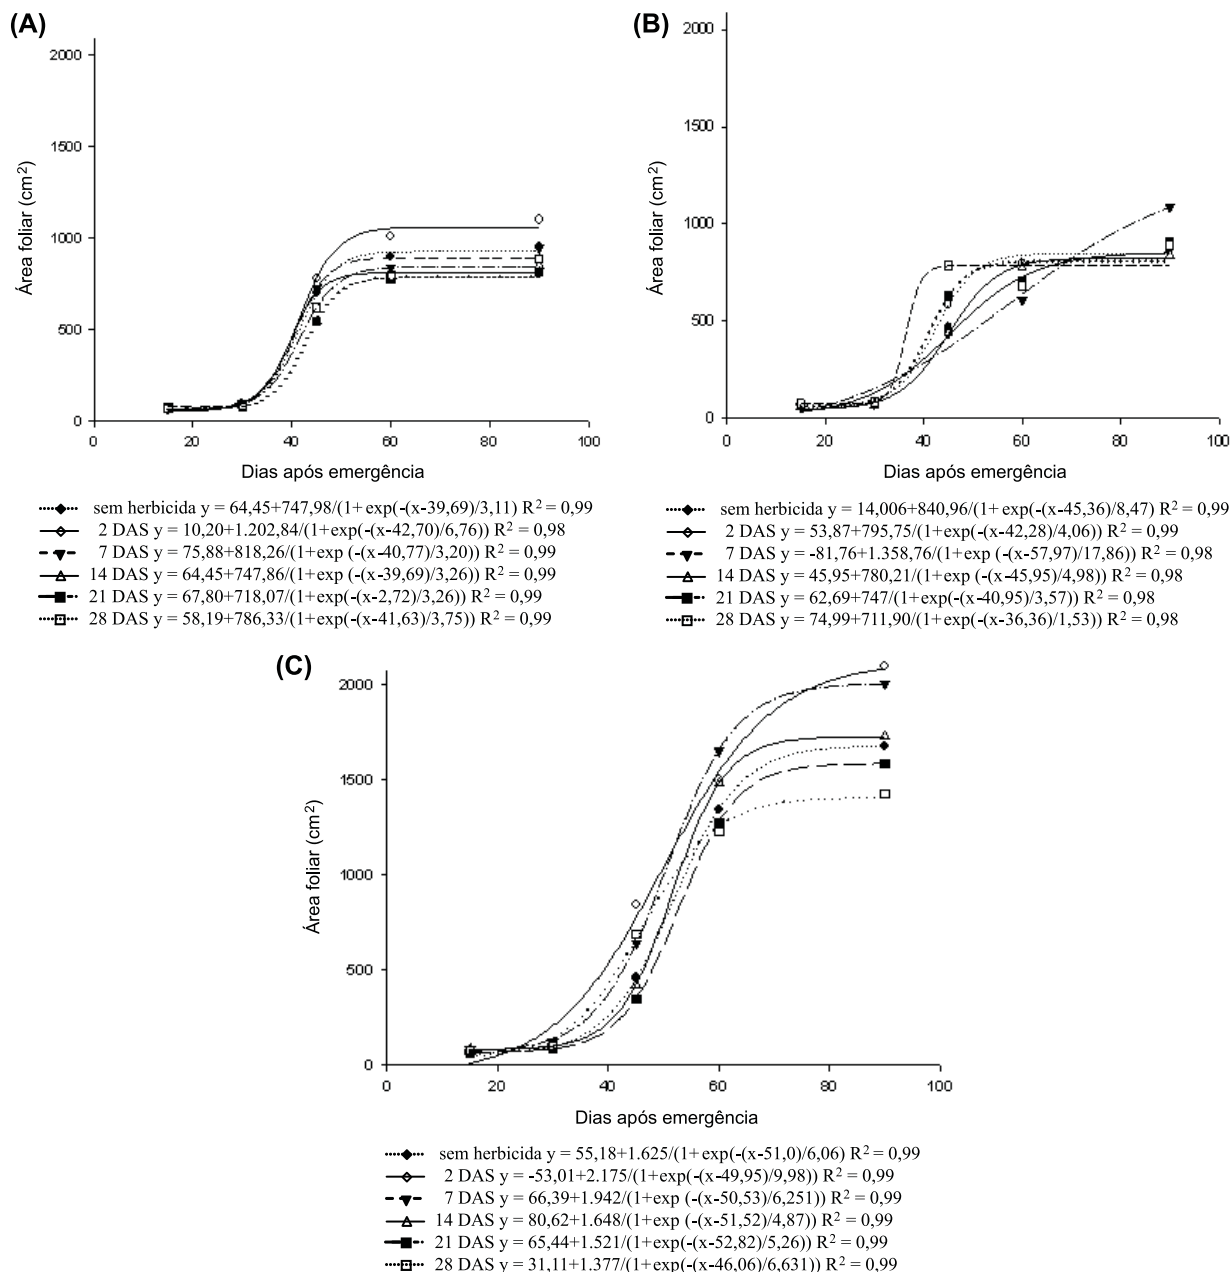 (A)
2000
1500
1000
500
0
Área foliar (cm²)
0 20 40 60 80 100
Dias após emergência
sem herbicida y = 64,45+747,98/(1+ exp(-(x-39,69)/3,11) R² = 0,99
2 DAS y = 10,20+1.202,84/(1+exp(-(x-42,70)/6,76)) R² = 0,98
7 DAS y = 75,88+818,26/(1+exp (-(x-40,77)/3,20)) R² = 0,99
14 DAS y = 64,45+747,86/(1+exp (-(x-39,69)/3,26)) R² = 0,99
21 DAS y = 67,80+718,07/(1+exp(-(x-2,72)/3,26)) R² = 0,99
28 DAS y = 58,19+786,33/(1+exp(-(x-41,63)/3,75)) R² = 0,99
(B)
2000
1500
1000
500
0
Área foliar (cm²)
0 20 40 60 80 100
Dias após emergência
sem herbicida y = 14,006+840,96/(1+exp(-(x-45,36)/8,47) R² = 0,99
2 DAS y = 53,87+795,75/(1+exp(-(x-42,28)/4,06)) R² = 0,99
7 DAS y= -81,76+1.358,76/(1+exp (-(x-57,97)/17,86)) R² = 0,98
14 DAS y = 45,95+780,21/(1+exp (-(x-45,95)/4,98)) R² = 0,98
21 DAS y = 62,69+747/(1+exp(-(x-40,95)/3,57)) R² = 0,98
28 DAS y = 74,99+711,90/(1+exp(-(x-36,36)/1,53)) R² = 0,98
(C)
2000
1500
1000
500
0
Área foliar (cm²)
0 20 40 60 80 100
Dias após emergência
sem herbicida y = 55,18+1.625/(1+ exp(-(x-51,0)/6,06) R² = 0,99
2 DAS y = -53,01+2.175/(1+exp(-(x-49,95)/9,98)) R² = 0,99
7 DAS y = 66,39+1.942/(1+exp (-(x-50,53)/6,251)) R² = 0,99
14 DAS y = 80,62+1.648/(1+exp (-(x-51,52)/4,87)) R² = 0,99
21 DAS y = 65,44+1.521/(1+exp(-(x-52,82)/5,26)) R² = 0,99
28 DAS y = 31,11+1.377/(1+exp(-(x-46,06)/6,631)) R² = 0,99